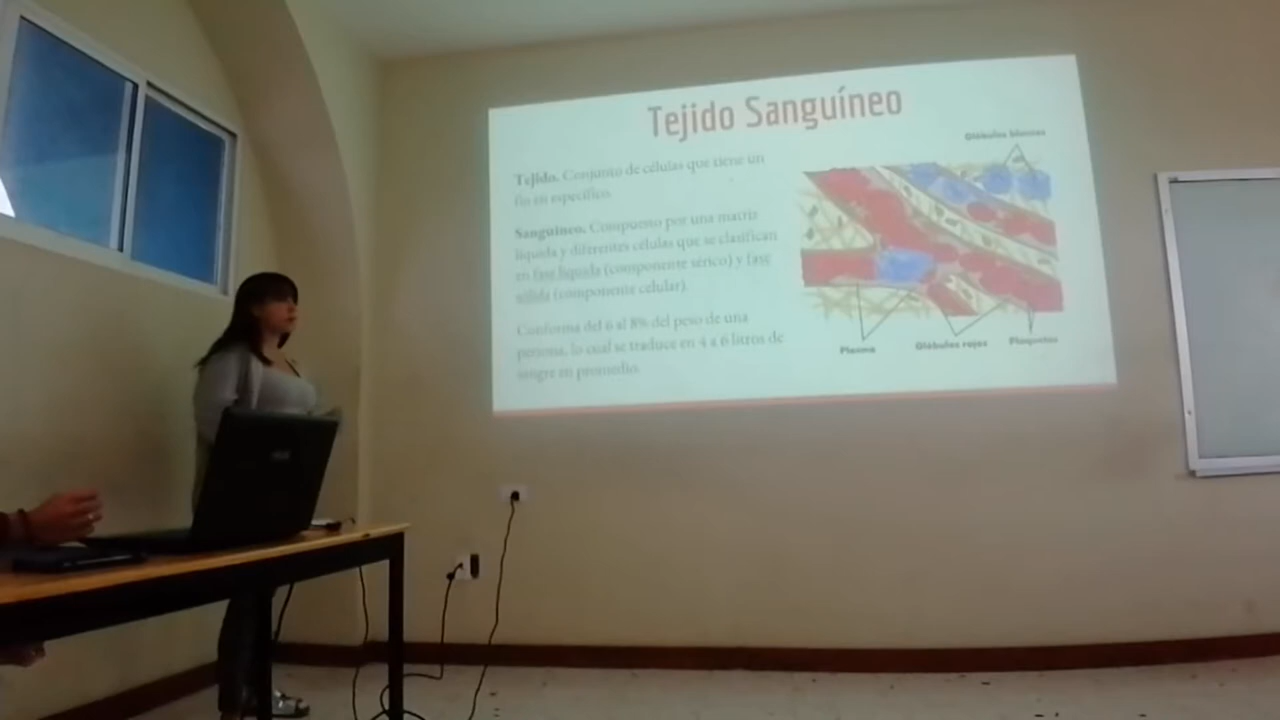 Tejido Sanguíneo
Tejido. Conjunto de células que tiene un
fin en específico.
Sanguíneo. Compuesto por una matriz
líquida y diferentes células que se clasifican
en fase líquida (componente sérico) y fase
sólida (componente celular).
Conforma del 6 al 8% del peso de una
persona, lo cual se traduce en 4 a 6 litros de
sangre en promedio.
Glóbulos blancos
Plasma
Glóbulos rojos
Plaquetas